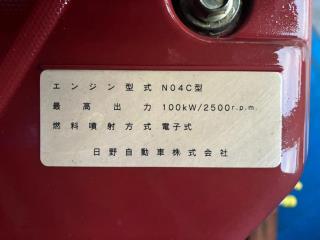 エンジン型式 N04C型
最高出力 100kW/2500r.p.m.
燃料噴射方式 電子式
日野自動車株式会社